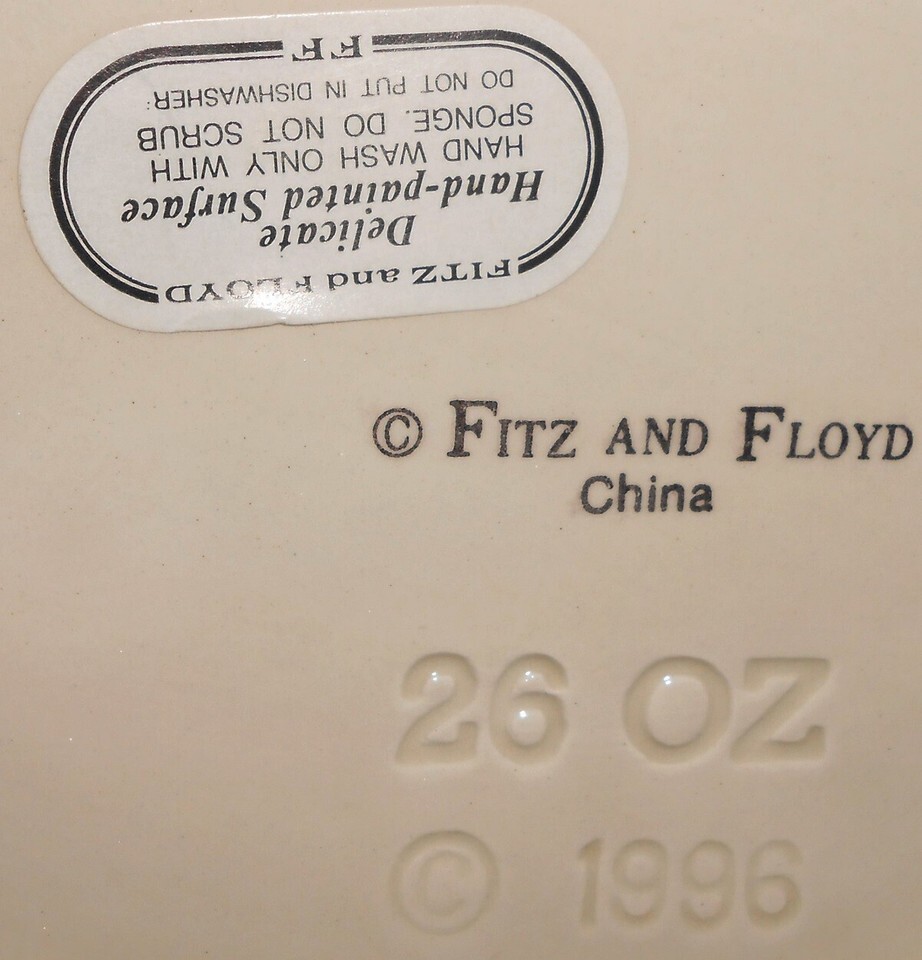 FITZ and FLOYD
Delicate
Hand-painted Surface
HAND WASH ONLY WITH
SPONGE. DO NOT SCRUB
DO NOT PUT IN DISHWASHER.
FF
© FITZ AND FLOYD
China
26 OZ
© 1996